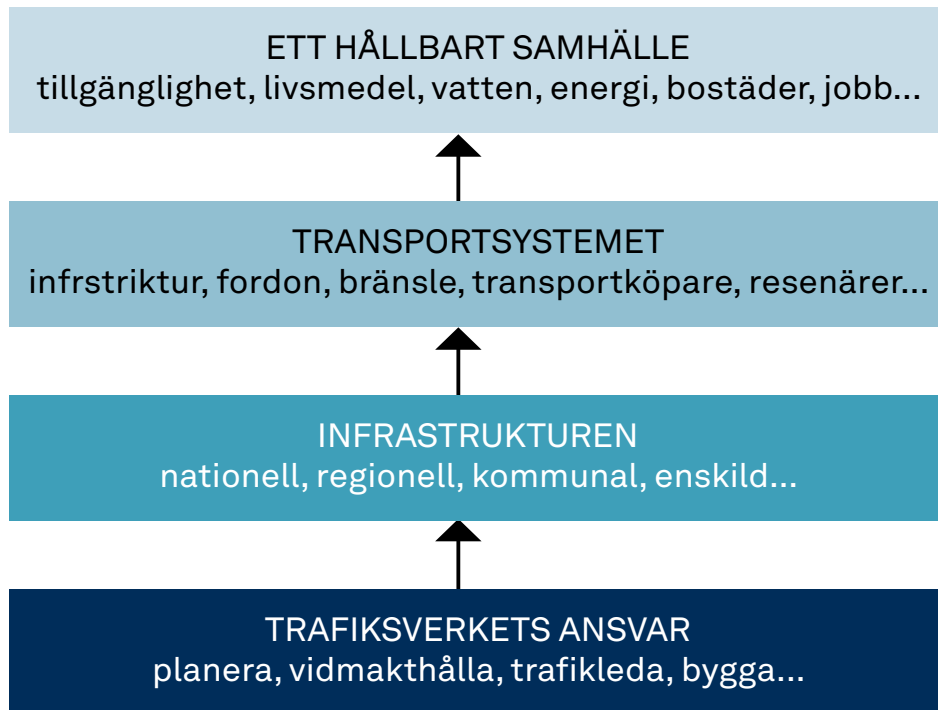 ETT HÅLLBART SAMHÄLLE
tillgänglighet, livsmedel, vatten, energi, bostäder, jobb...
TRANSPORTSYSTEMET
infrstriktur, fordon, bränsle, transportköpare, resenärer...
INFRASTRUKTUREN
nationell, regionell, kommunal, enskild...
TRAFIKSVERKETS ANSVAR
planera, vidmakthålla, trafikleda, bygga...